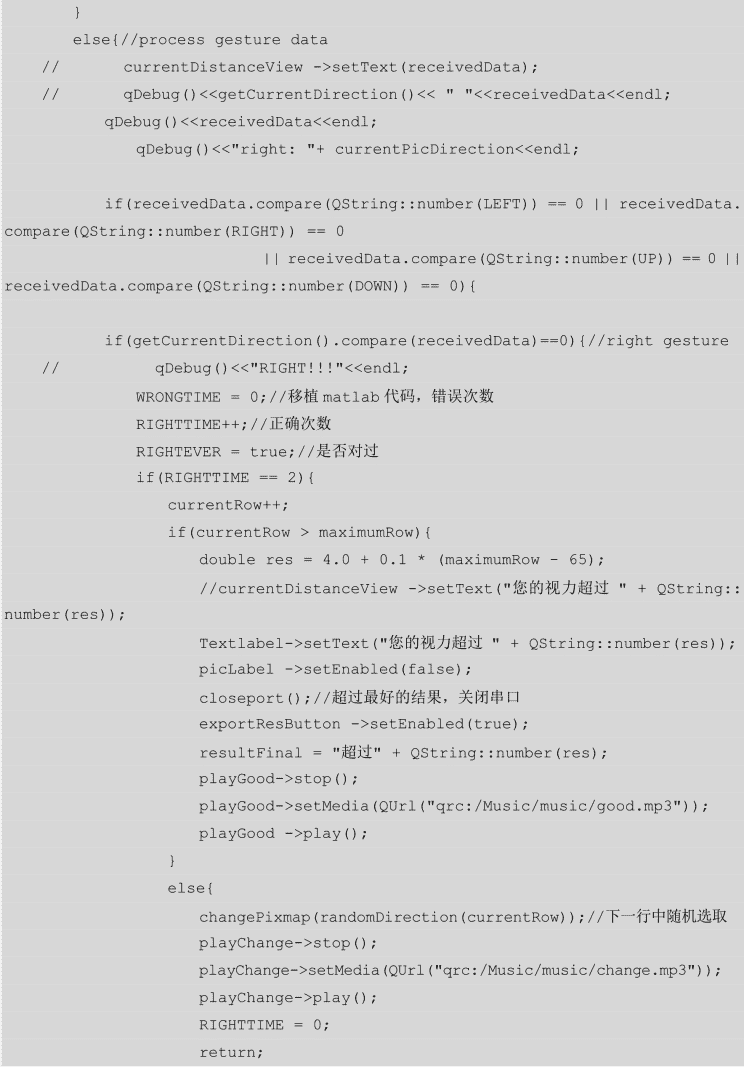 }
else{//process gesture data
// currentDistanceView ->setText(receivedData);
// qDebug()<<getCurrentDirection()<< " "<<receivedData<<endl;
qDebug()<<receivedData<<endl;
qDebug()<<"right: "+ currentPicDirection<<endl;
if(receivedData.compare(QString::number(LEFT)) == 0 || receivedData.
compare(QString::number(RIGHT)) == 0
|| receivedData.compare(QString::number(UP)) == 0 ||
receivedData.compare(QString::number(DOWN)) == 0){
if(getCurrentDirection().compare(receivedData)==0){//right gesture
// qDebug()<<"RIGHT!!!"<<endl;
WRONGTIME = 0;//移植 matlab 代码，错误次数
RIGHTTIME++;//正确次数
RIGHTEVER = true;//是否对过
if(RIGHTTIME == 2){
currentRow++;
if(currentRow > maximumRow){
double res = 4.0 + 0.1 * (maximumRow - 65);
//currentDistanceView ->setText("您的视力超过 " + QString::
number(res));
Textlabel->setText("您的视力超过 " + QString::number(res));
picLabel ->setEnabled(false);
closeport();//超过最好的结果，关闭串口
exportResButton ->setEnabled(true);
resultFinal = "超过" + QString::number(res);
playGood->stop();
playGood->setMedia(QUrl("qrc:/Music/music/good.mp3"));
playGood ->play();
}
else{
changePixmap(randomDirection(currentRow));//下一行中随机选取
playChange->stop();
playChange->setMedia(QUrl("qrc:/Music/music/change.mp3"));
playChange->play();
RIGHTTIME = 0;
return;